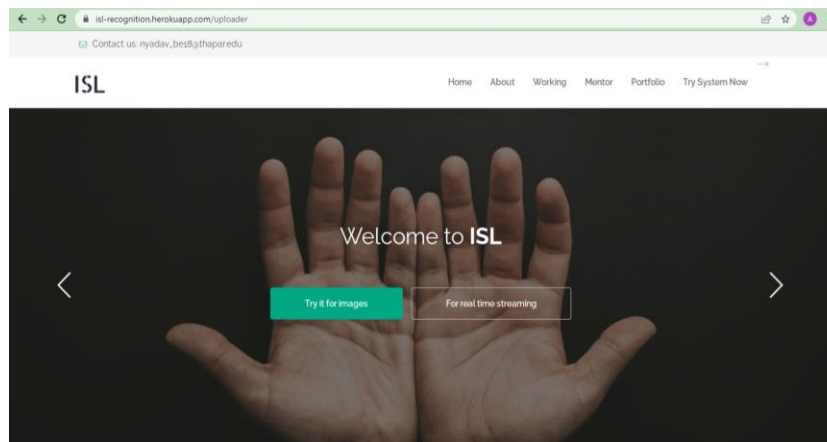 isl-recognition.herokuapp.com/uploader
A
Contact us: nyadav_be18@thapar.edu
-->
ISL
Home About Working Mentor Portfolio Try System Now
Welcome to ISL
Try it for images For real time streaming